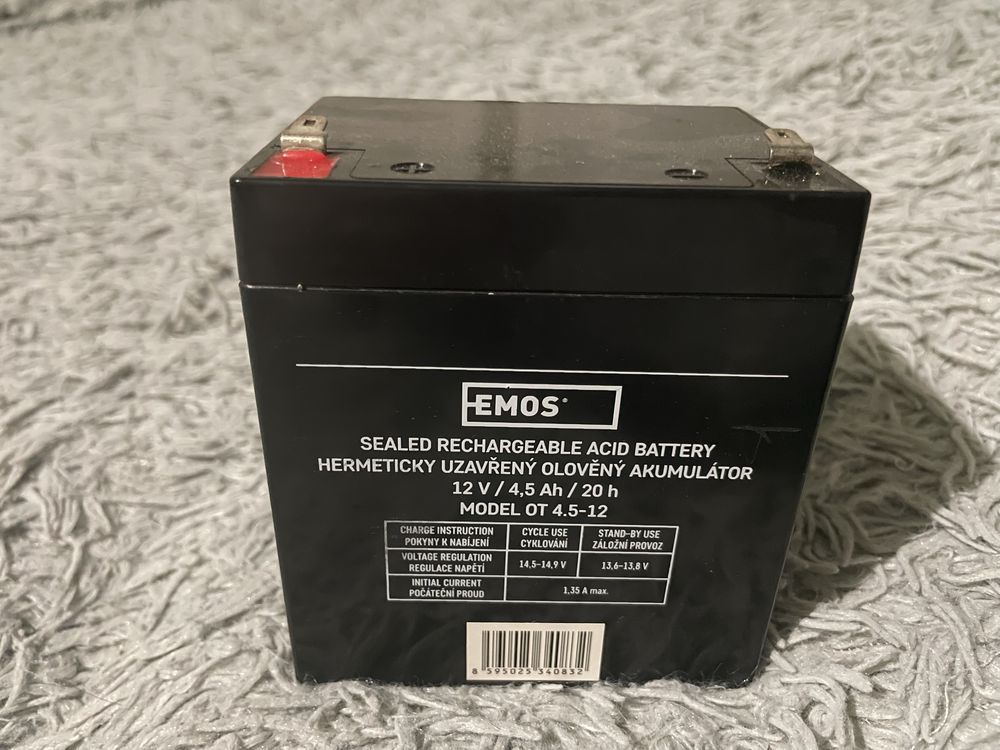 + -
EMOS®
SEALED RECHARGEABLE ACID BATTERY
HERMETICKY UZAVŘENÝ OLOVĚNÝ AKUMULÁTOR
12 V / 4,5 Ah / 20 h
MODEL OT 4.5-12
CHARGE INSTRUCTION CYCLE USE STAND-BY USE
POKYNY K NABÍJENÍ CYKLOVÁNÍ ZÁLOŽNÍ PROVOZ
VOLTAGE REGULATION 14,5-14,9 V 13,6-13,8 V
REGULACE NAPĚTÍ
INITIAL CURRENT 1,35 A max.
POČÁTEČNÍ PROUD
8 595025 340832